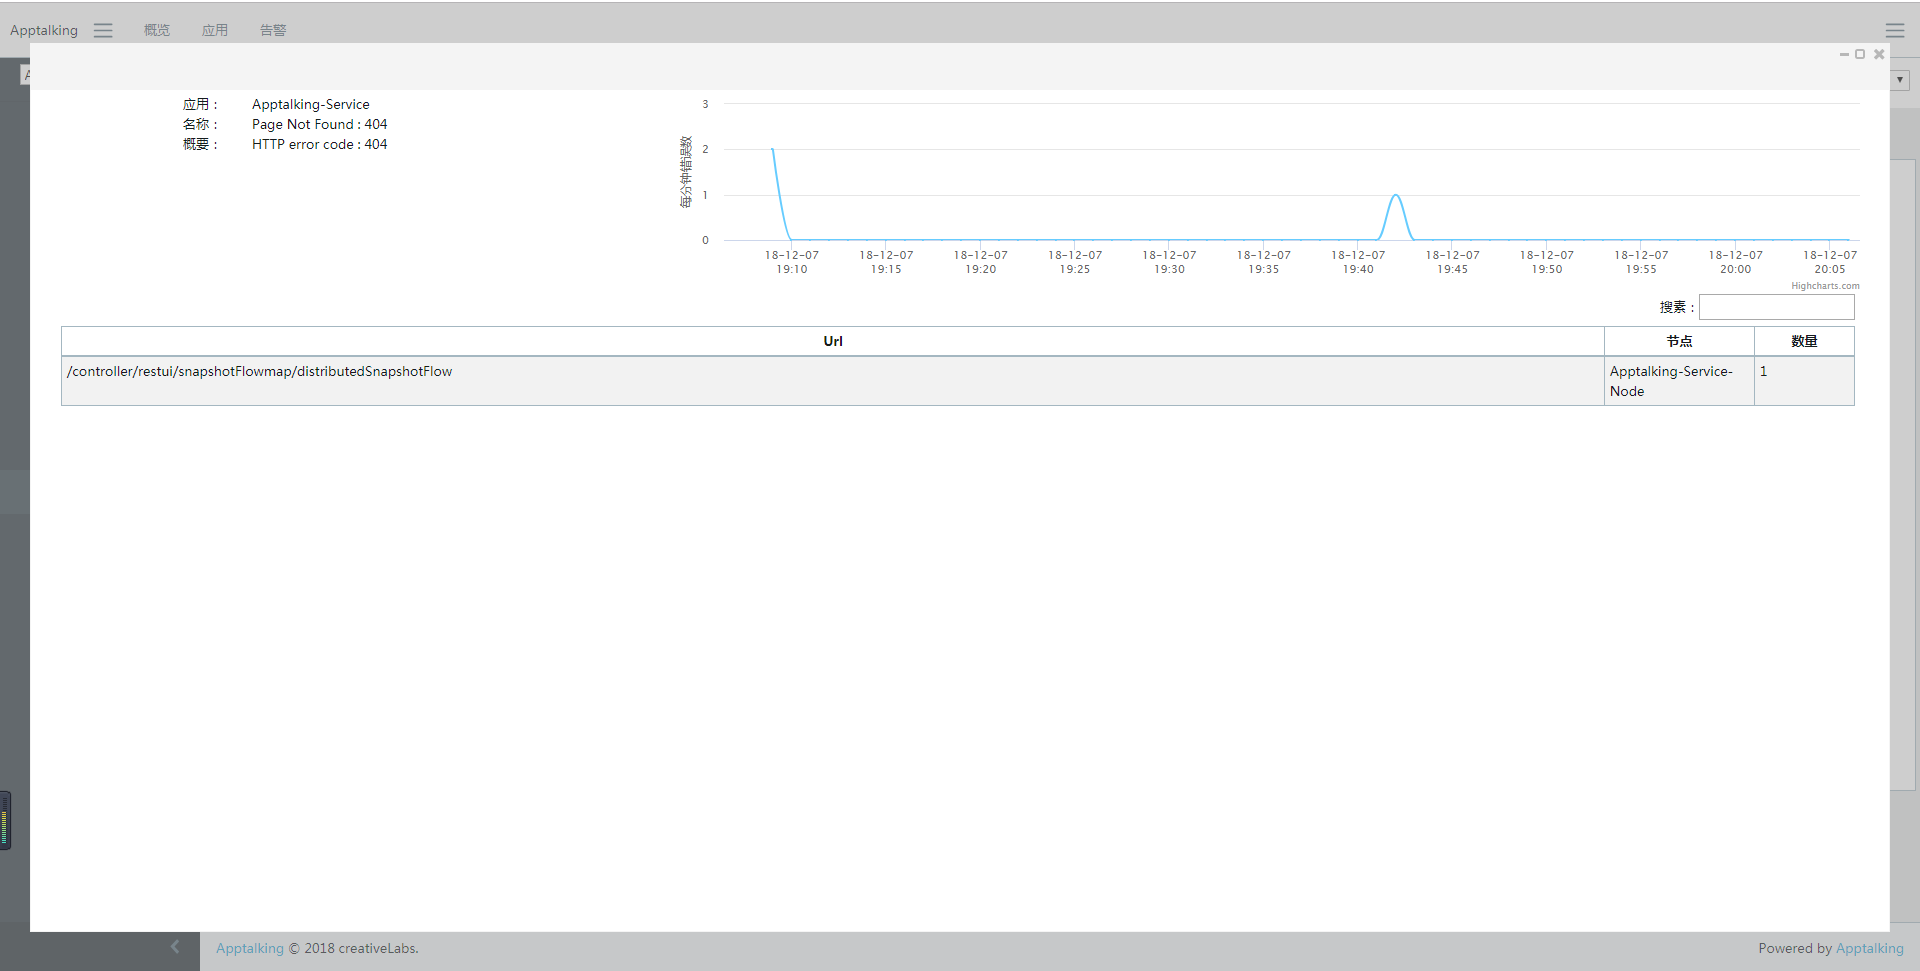 Apptalking 概览 应用 告警
A
应用： Apptalking-Service
名称： Page Not Found : 404
概要： HTTP error code : 404
每分钟错误数
3
2
1
0
18-12-07 18-12-07 18-12-07 18-12-07 18-12-07 18-12-07 18-12-07 18-12-07 18-12-07 18-12-07 18-12-07 18-12-07
19:10 19:15 19:20 19:25 19:30 19:35 19:40 19:45 19:50 19:55 20:00 20:05
Highcharts.com
搜素：
Url 节点 数量
/controller/restui/snapshotFlowmap/distributedSnapshotFlow Apptalking-Service- 1
Node
Apptalking © 2018 creativeLabs. Powered by Apptalking